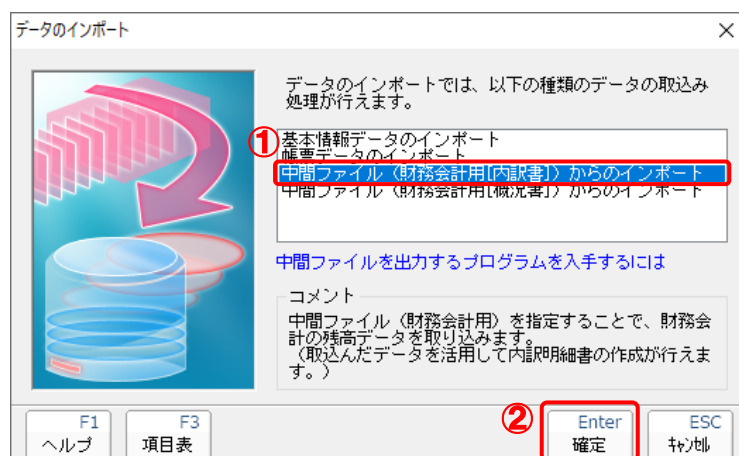 データのインポート
データのインポートでは、以下の種類のデータの取込み
処理が行えます。
①
基本情報データのインポート
帳票データのインポート
中間ファイル（財務会計用[内訳書]）からのインポート
中間ファイル（財務会計用[概況書]）からのインポート
中間ファイルを出力するプログラムを入手するには
コメント
中間ファイル（財務会計用）を指定することで、財務会
計の残高データを取り込みます。
（取込んだデータを活用して内訳明細書の作成が行えま
す。）
②
F1
ヘルプ
F3
項目表
Enter
確定
ESC
ｷｬﾝｾﾙ